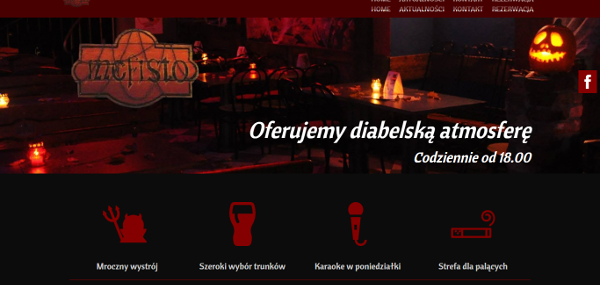 HOME AKTUALNOŚCI KONTAKT REZERWACJA
HOME AKTUALNOŚCI KONTAKT REZERWACJA
mefisto
Oferujemy diabelską atmosferę
Codziennie od 18.00
f
Mroczny wystrój
Szeroki wybór trunków
Karaoke w poniedziałki
Strefa dla palących